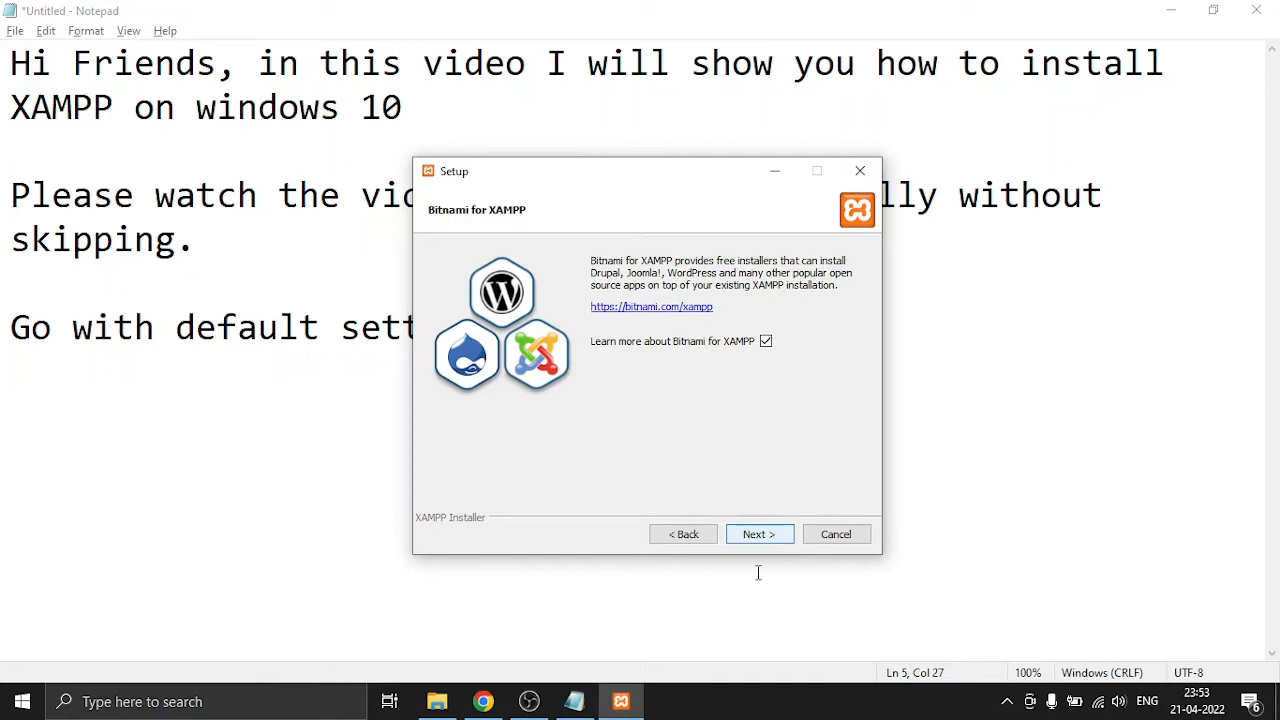 *Untitled - Notepad
File Edit Format View Help
Hi Friends, in this video I will show you how to install
XAMPP on windows 10
Please watch the vid
lly without
skipping.
Go with default sett
Setup
Bitnami for XAMPP
Bitnami for XAMPP provides free installers that can install
Drupal, Joomla!, WordPress and many other popular open
source apps on top of your existing XAMPP installation.
https://bitnami.com/xampp
Learn more about Bitnami for XAMPP
XAMPP Installer
< Back Next > Cancel
Ln 5, Col 27 100% Windows (CRLF) UTF-8
Type here to search
ENG
23:53
21-04-2022
6